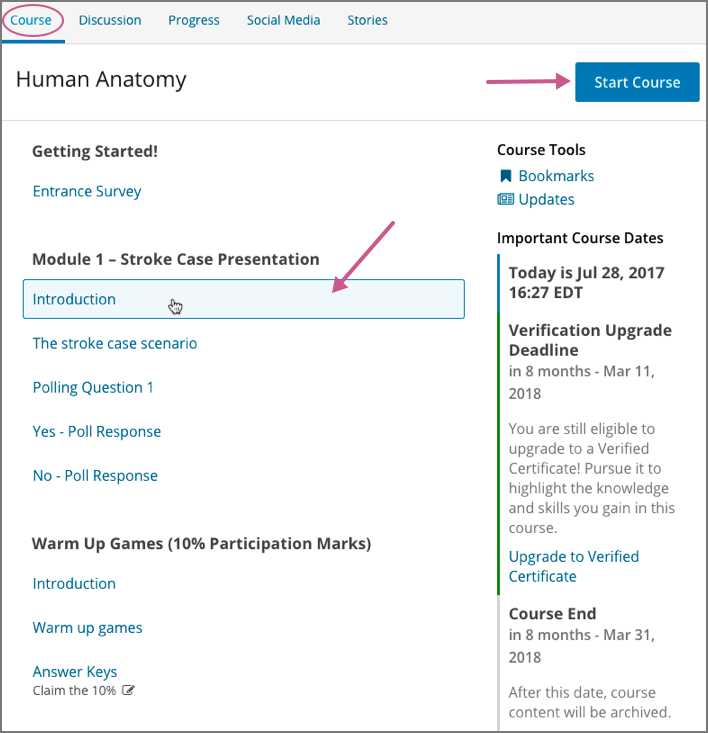 Course Discussion Progress Social Media Stories
Human Anatomy
Start Course
Getting Started!
Entrance Survey
Module 1 – Stroke Case Presentation
Introduction
The stroke case scenario
Polling Question 1
Yes - Poll Response
No - Poll Response
Warm Up Games (10% Participation Marks)
Introduction
Warm up games
Answer Keys
Claim the 10%
Course Tools
Bookmarks
Updates
Important Course Dates
Today is Jul 28, 2017
16:27 EDT
Verification Upgrade
Deadline
in 8 months - Mar 11,
2018
You are still eligible to
upgrade to a Verified
Certificate! Pursue it to
highlight the knowledge
and skills you gain in this
course.
Upgrade to Verified
Certificate
Course End
in 8 months - Mar 31,
2018
After this date, course
content will be archived.